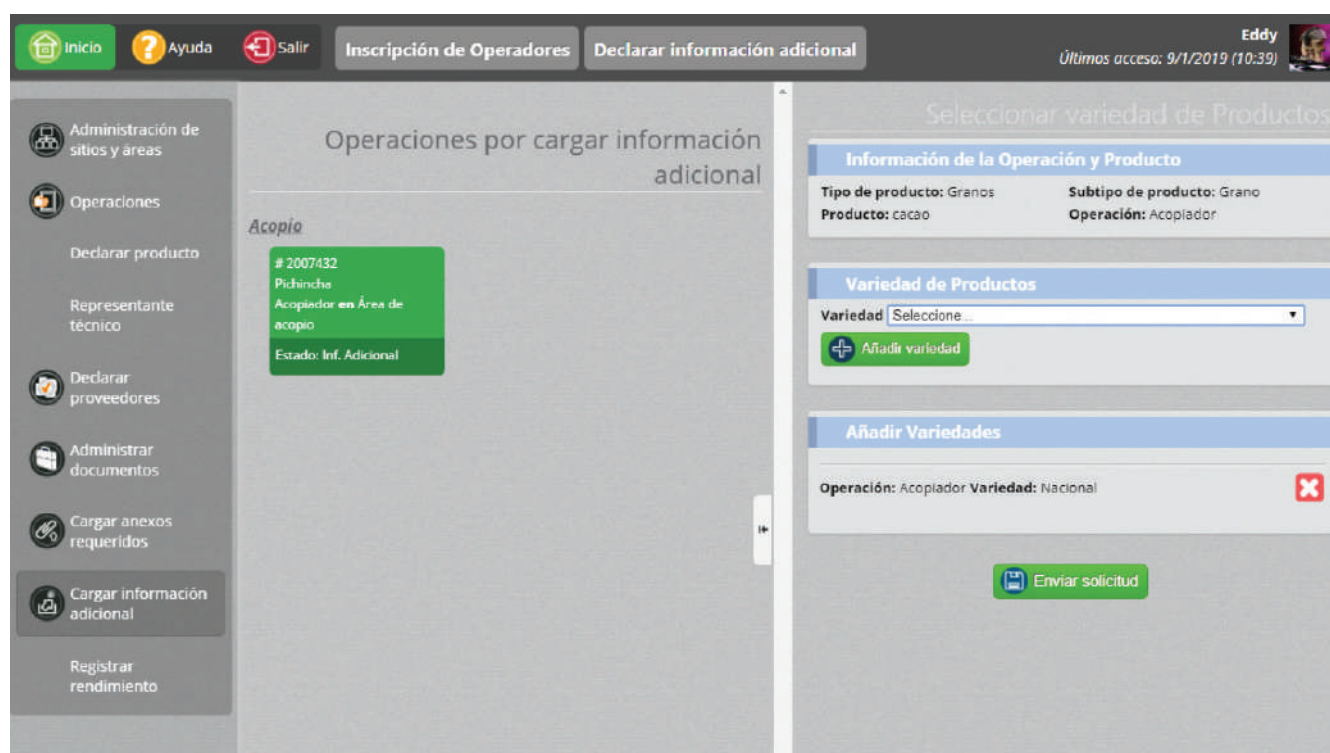 Inicio
Ayuda
Salir
Inscripción de Operadores
Declarar información adicional
Eddy
Últimos acceso: 9/1/2019 (10:39)
Administración de
sitios y áreas
Operaciones
Declarar producto
Representante
técnico
Declarar
proveedores
Administrar
documentos
Cargar anexos
requeridos
Cargar información
adicional
Registrar
rendimiento
Operaciones por cargar información
adicional
Acopio
# 2007432
Pichincha
Acopiador en Área de
acopio
Estado: Inf. Adicional
Seleccionar variedad de Productos
Información de la Operación y Producto
Tipo de producto: Granos
Subtipo de producto: Grano
Producto: cacao
Operación: Acopiador
Variedad de Productos
Variedad Seleccione...
Añadir variedad
Añadir Variedades
Operación: Acopiador Variedad: Nacional
Enviar solicitud